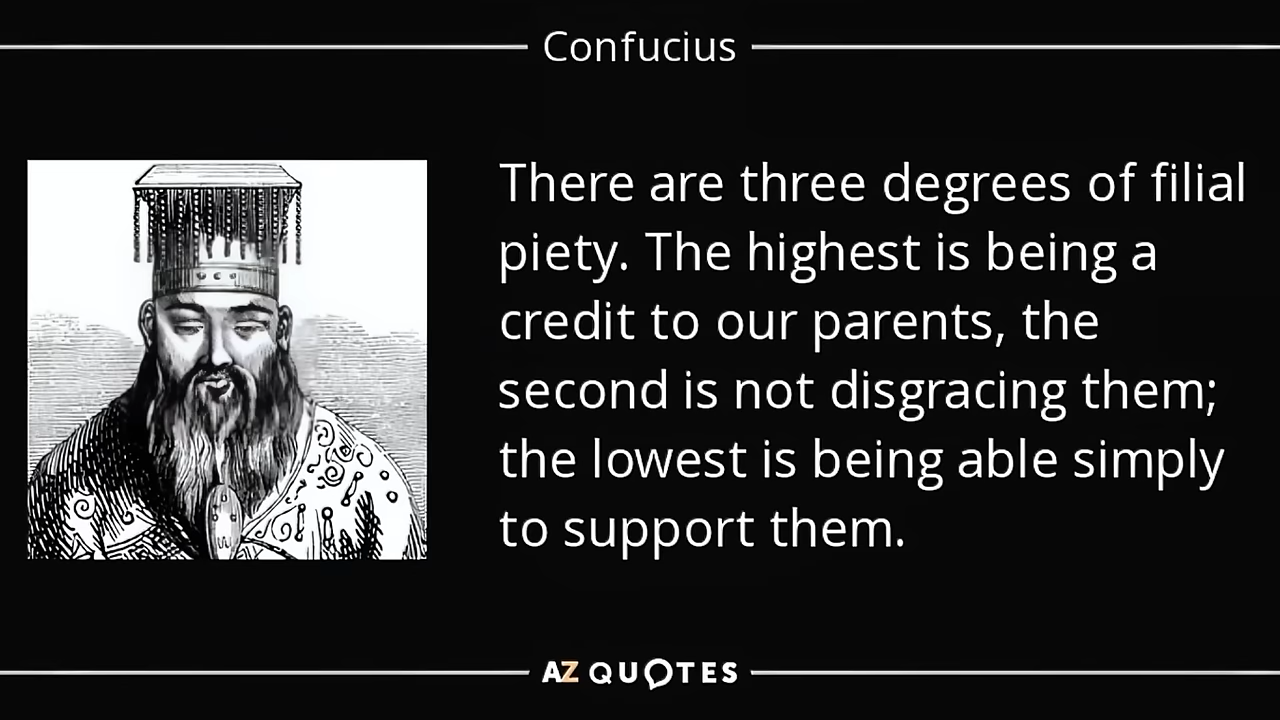 Confucius
There are three degrees of filial
piety. The highest is being a
credit to our parents, the
second is not disgracing them;
the lowest is being able simply
to support them.
AZ QUOTES